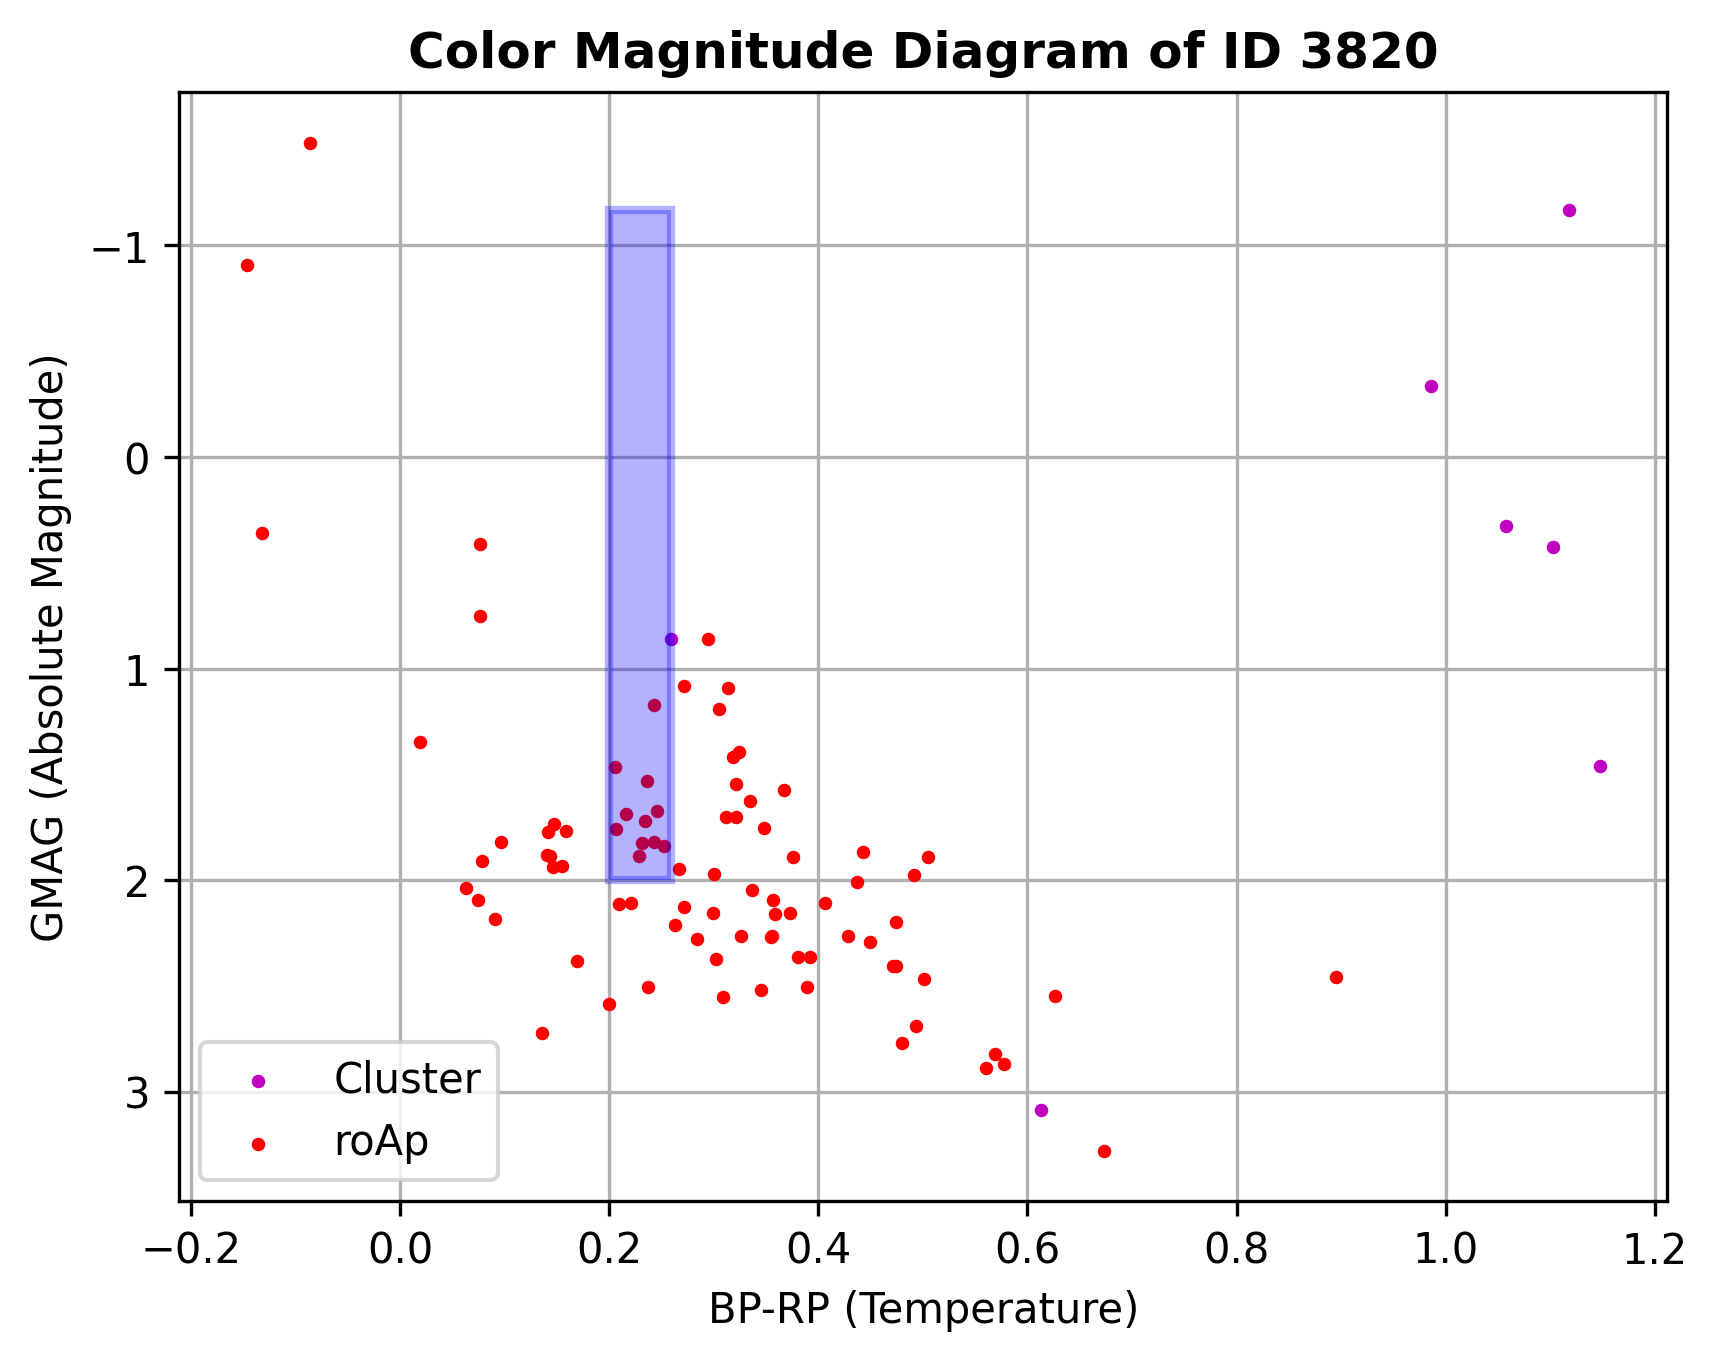 Color Magnitude Diagram of ID 3820
GMAG (Absolute Magnitude)
−1
0
1
2
3
Cluster
roAp
−0.2 0.0 0.2 0.4 0.6 0.8 1.0 1.2
BP-RP (Temperature)